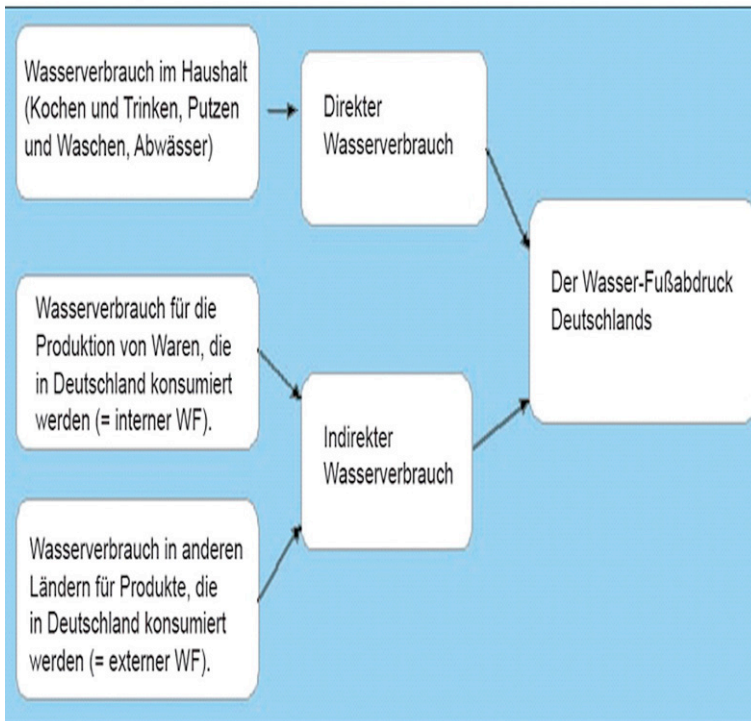 Wasserverbrauch im Haushalt
(Kochen und Trinken, Putzen
und Waschen, Abwässer)
Direkter
Wasserverbrauch
Wasserverbrauch für die
Produktion von Waren, die
in Deutschland konsumiert
werden (= interner WF).
Wasserverbrauch in anderen
Ländern für Produkte, die
in Deutschland konsumiert
werden (= externer WF).
Indirekter
Wasserverbrauch
Der Wasser-Fußabdruck
Deutschlands